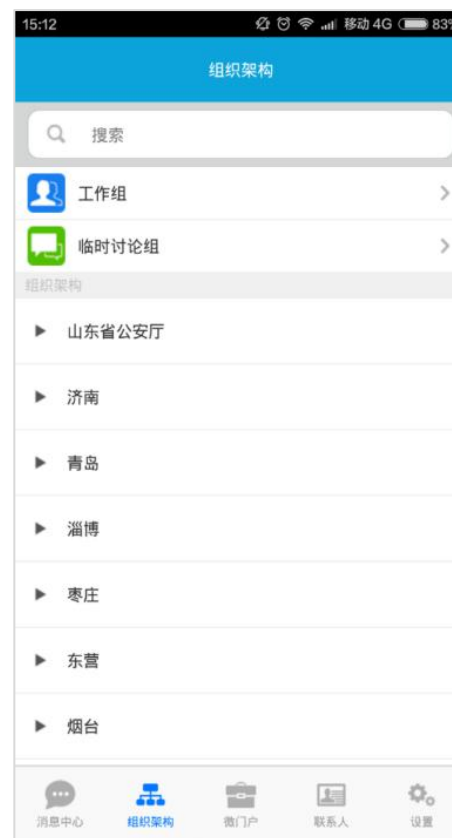 15:12 移动 4G 83%
组织架构
搜索
工作组
临时讨论组
组织架构
山东省公安厅
济南
青岛
淄博
枣庄
东营
烟台
消息中心 组织架构 微门户 联系人 设置